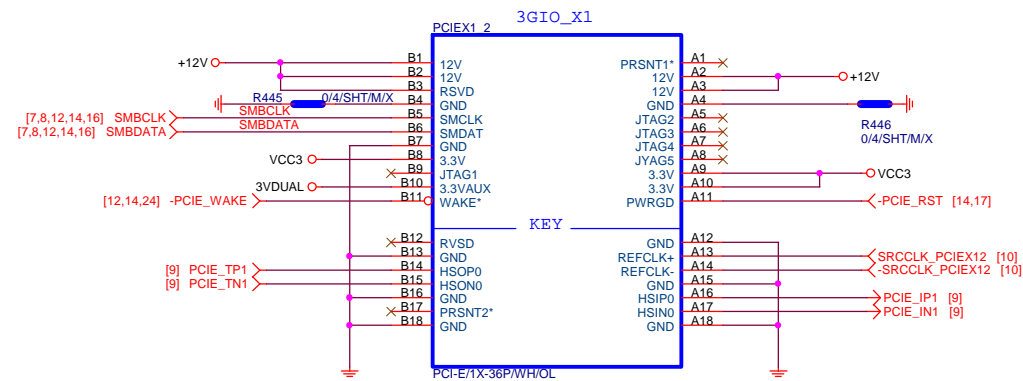 3GIO_X1
PCIEX1_2
+12V B1 12V PRSNT1* A1
B2 12V 12V A2 +12V
B3 RSVD 12V A3
R445 0/4/SHT/M/X B4 GND GND A4
[7,8,12,14,16] SMBCLK SMBCLK B5 SMCLK JTAG2 A5 R446
[7,8,12,14,16] SMBDATA SMBDATA B6 SMDAT JTAG3 A6 0/4/SHT/M/X
B7 GND JTAG4 A7
VCC3 B8 3.3V JYAG5 A8
B9 JTAG1 3.3V A9 VCC3
3VDUAL B10 3.3VAUX 3.3V A10
[12,14,24] -PCIE_WAKE B11 WAKE* PWRGD A11 -PCIE_RST [14,17]
KEY
B12 RVSD GND A12
B13 GND REFCLK+ A13 SRCCLK_PCIEX12 [10]
[9] PCIE_TP1 B14 HSOP0 REFCLK- A14 -SRCCLK_PCIEX12 [10]
[9] PCIE_TN1 B15 HSON0 GND A15
B16 GND HSIP0 A16 PCIE_IP1 [9]
B17 PRSNT2* HSIN0 A17 PCIE_IN1 [9]
B18 GND GND A18
PCI-E/1X-36P/WH/OL